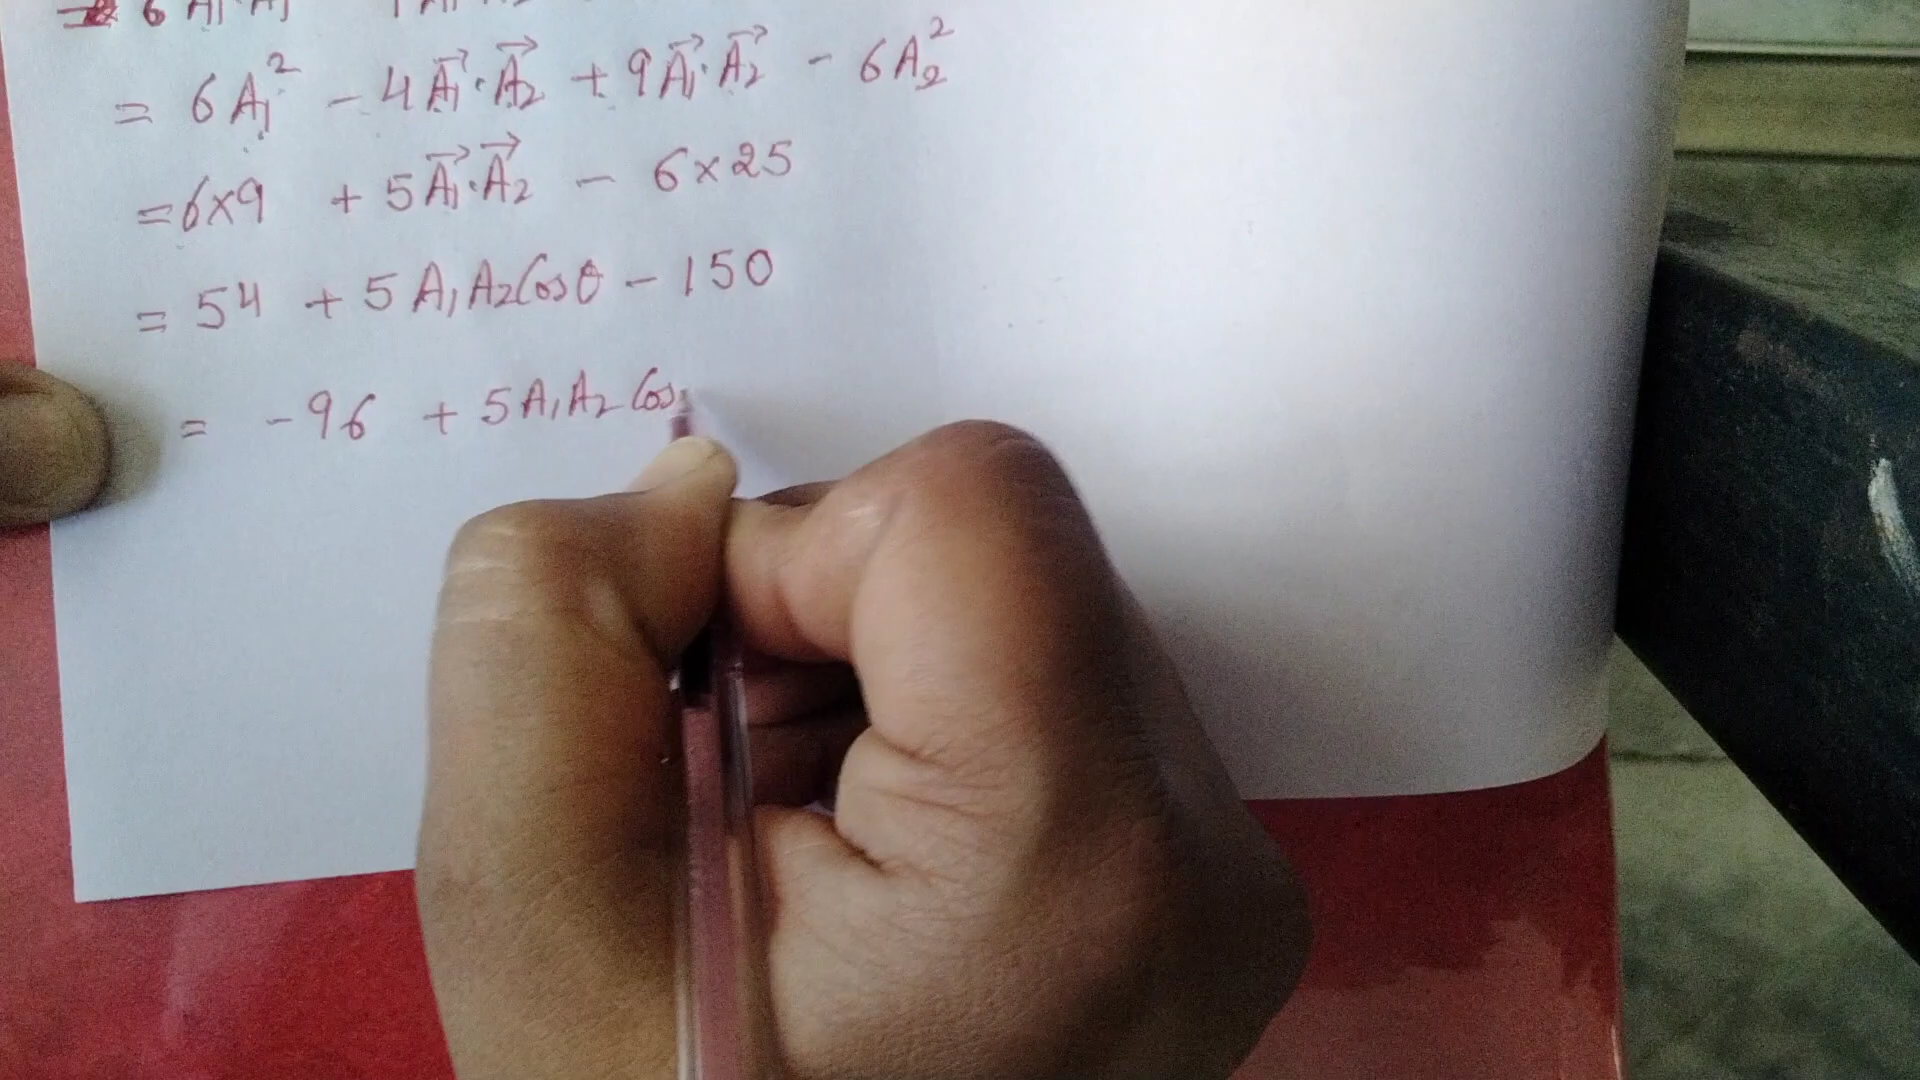 = 6A₁² - 4A⃗₁·A⃗₂ + 9A⃗₁·A⃗₂ - 6A₂²
= 6×9 + 5A⃗₁·A⃗₂ - 6×25
= 54 + 5A₁A₂Cosθ - 150
= -96 + 5A₁A₂Cos